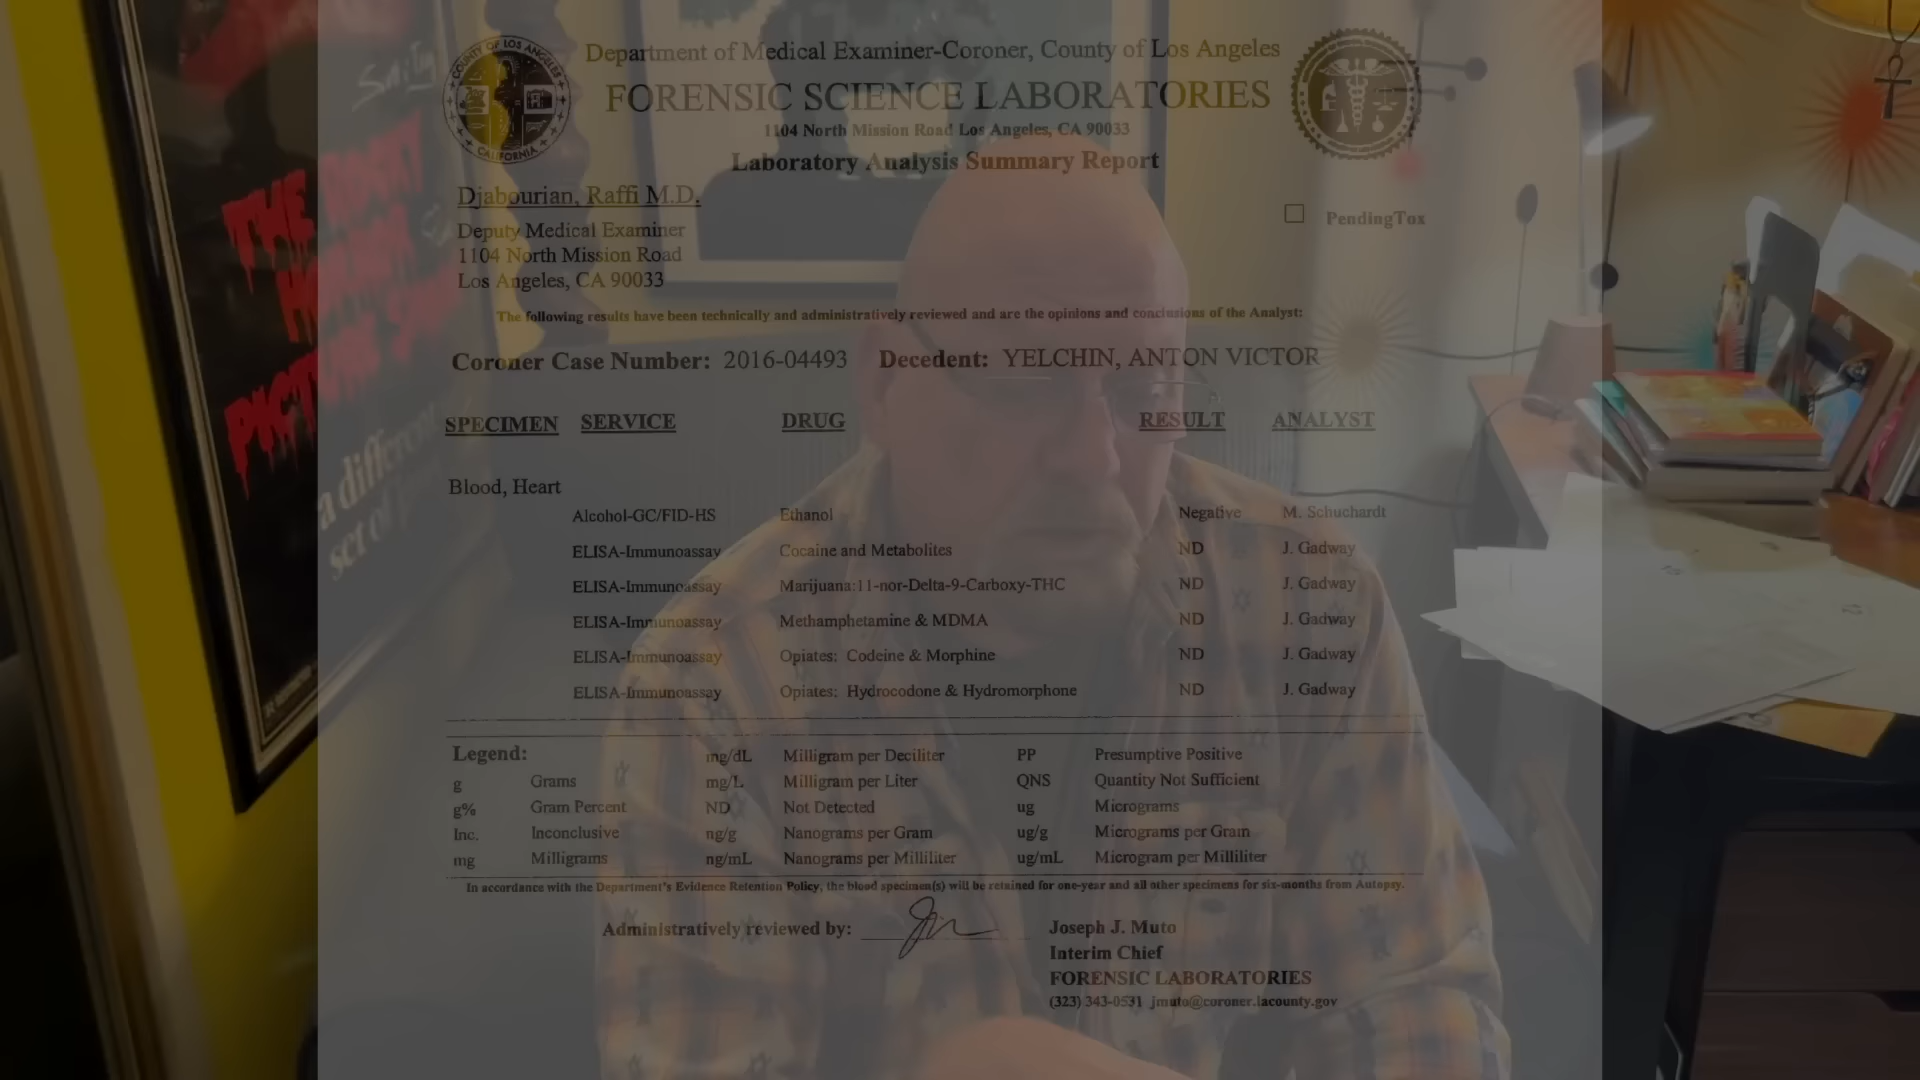 COUNTY OF LOS ANGELES
CALIFORNIA
Department of Medical Examiner-Coroner, County of Los Angeles
FORENSIC SCIENCE LABORATORIES
1104 North Mission Road Los Angeles, CA 90033
Laboratory Analysis Summary Report
Djabourian, Raffi M.D.
Deputy Medical Examiner
1104 North Mission Road
Los Angeles, CA 90033
PendingTox
The following results have been technically and administratively reviewed and are the opinions and conclusions of the Analyst:
Coroner Case Number: 2016-04493 Decedent: YELCHIN, ANTON VICTOR
SPECIMEN SERVICE DRUG RESULT ANALYST
Blood, Heart
Alcohol-GC/FID-HS Ethanol Negative M. Schuchardt
ELISA-Immunoassay Cocaine and Metabolites ND J. Gadway
ELISA-Immunoassay Marijuana:11-nor-Delta-9-Carboxy-THC ND J. Gadway
ELISA-Immunoassay Methamphetamine & MDMA ND J. Gadway
ELISA-Immunoassay Opiates: Codeine & Morphine ND J. Gadway
ELISA-Immunoassay Opiates: Hydrocodone & Hydromorphone ND J. Gadway
Legend: mg/dL Milligram per Deciliter PP Presumptive Positive
g Grams mg/L Milligram per Liter QNS Quantity Not Sufficient
g% Gram Percent ND Not Detected ug Micrograms
Inc. Inconclusive ng/g Nanograms per Gram ug/g Micrograms per Gram
mg Milligrams ng/mL Nanograms per Milliliter ug/mL Microgram per Milliliter
In accordance with the Department's Evidence Retention Policy, the blood specimen(s) will be retained for one-year and all other specimens for six-months from Autopsy.
Administratively reviewed by:
Joseph J. Muto
Interim Chief
FORENSIC LABORATORIES
(323) 343-0531 jmuto@coroner.lacounty.gov
THE
a different
set of